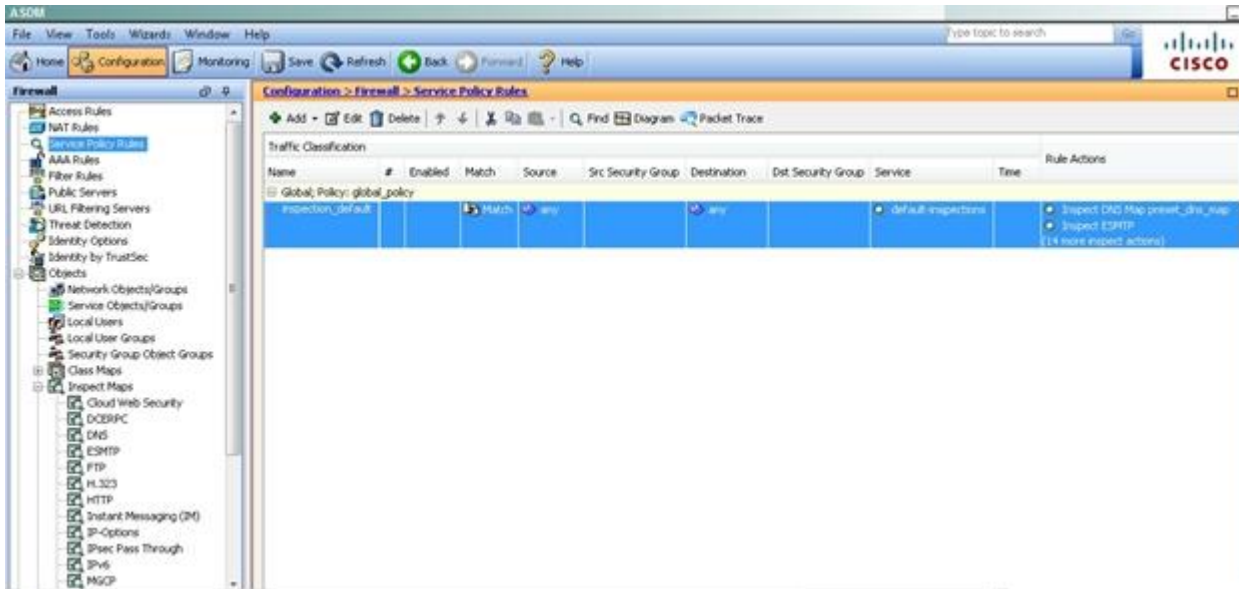 ASDM
File View Tools Wizards Window Help
Type topic to search Go
Home Configuration Monitoring Save Refresh Back Forward Help
CISCO
Firewall
Access Rules
NAT Rules
Service Policy Rules
AAA Rules
Filter Rules
Public Servers
URL Filtering Servers
Threat Detection
Identity Options
Identity by TrustSec
Objects
Network Objects/Groups
Service Objects/Groups
Local Users
Local User Groups
Security Group Object Groups
Class Maps
Inspect Maps
Cloud Web Security
DCERPC
DNS
ESMTP
FTP
H.323
HTTP
Instant Messaging (IM)
IP-Options
IPsec Pass Through
IPv6
MGCP
Configuration > Firewall > Service Policy Rules
Add Edit Delete Find Diagram Packet Trace
Traffic Classification
Rule Actions
Name # Enabled Match Source Src Security Group Destination Dst Security Group Service Time
Global; Policy: global_policy
inspection_default Match any any default-inspections Inspect DNS Map preset_dns_map
Inspect ESMTP
(14 more inspect actions)